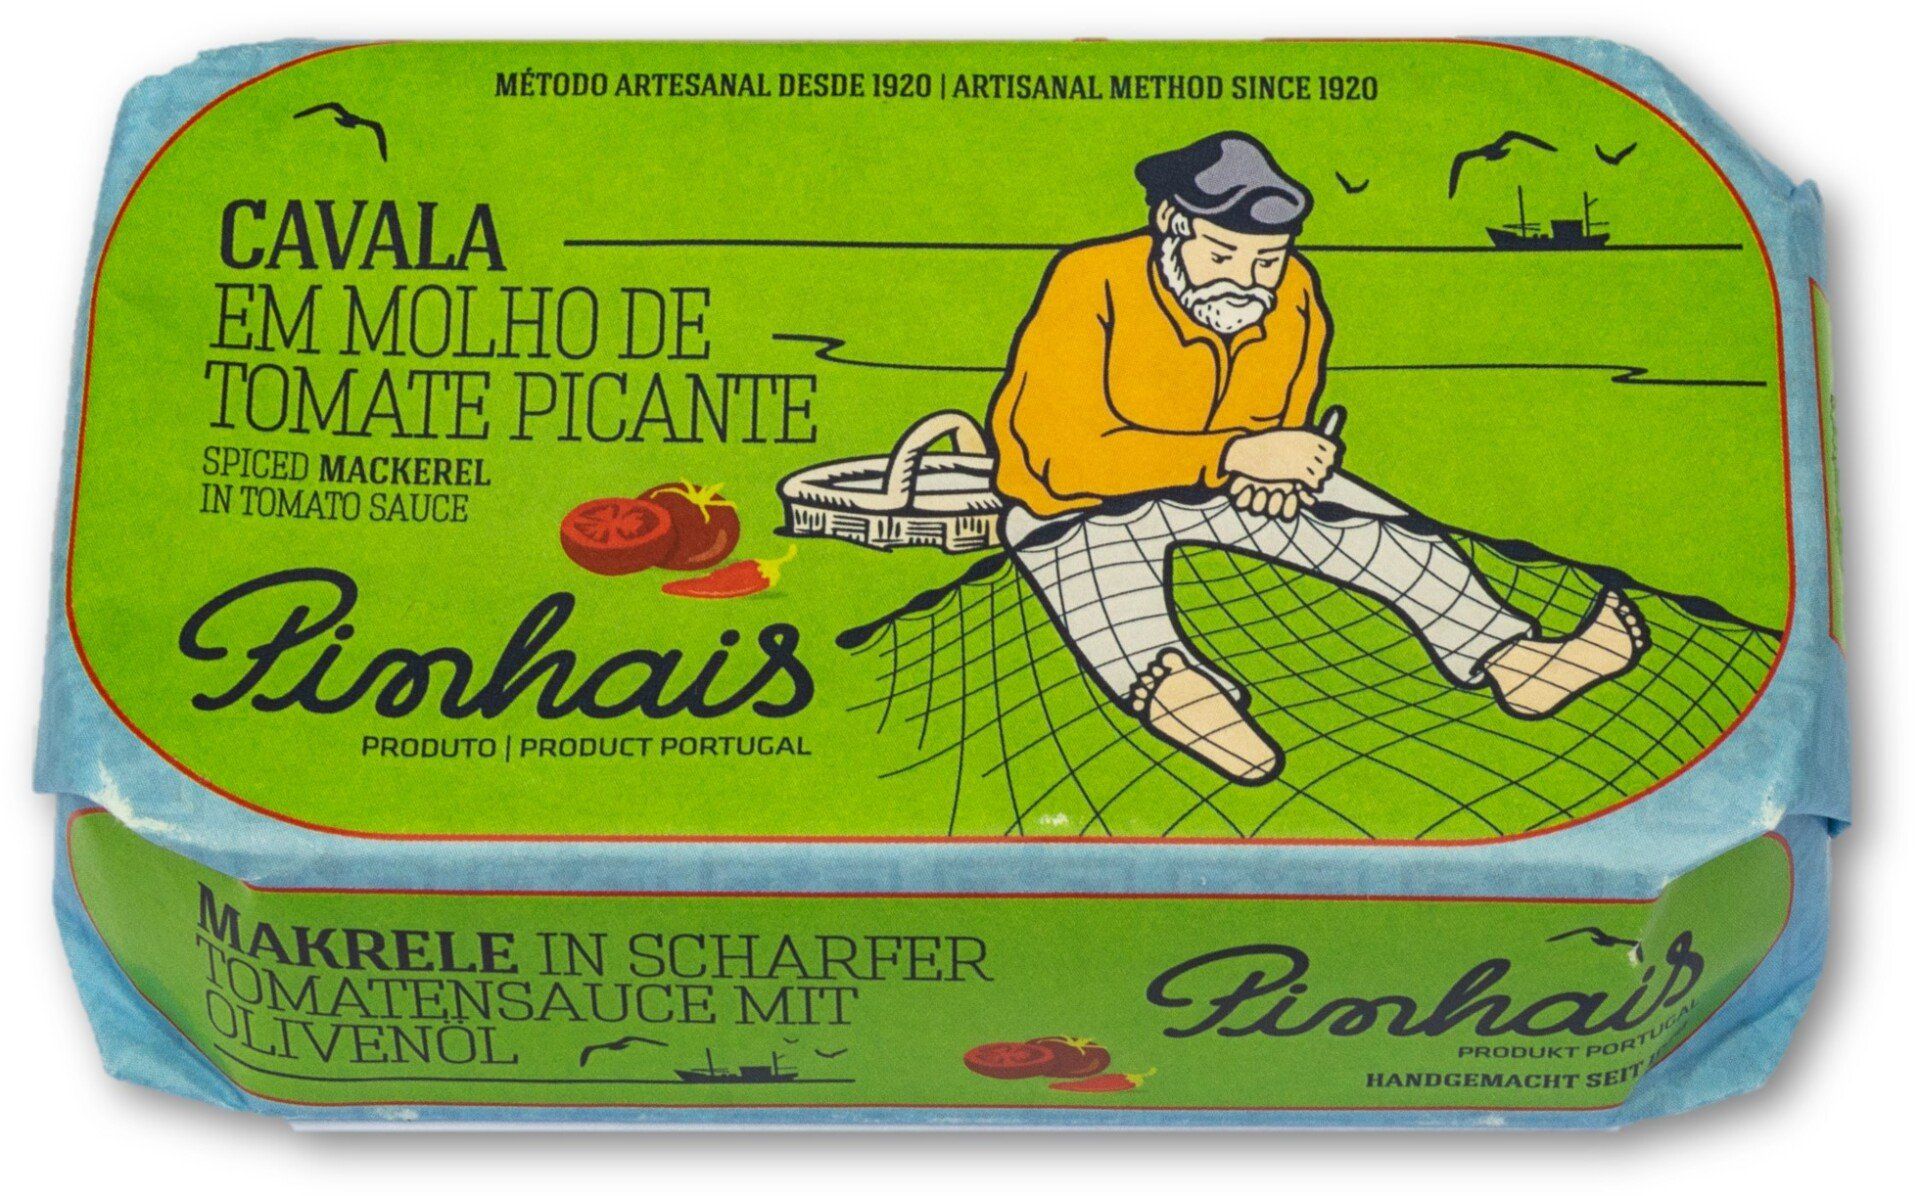 MÉTODO ARTESANAL DESDE 1920 | ARTISANAL METHOD SINCE 1920
CAVALA
EM MOLHO DE
TOMATE PICANTE
SPICED MACKEREL
IN TOMATO SAUCE
Pinhais
PRODUTO | PRODUCT PORTUGAL
MAKRELE IN SCHARFER
TOMATENSAUCE MIT
OLIVENÖL
Pinhais
PRODUKT PORTUGAL
HANDGEMACHT SEIT